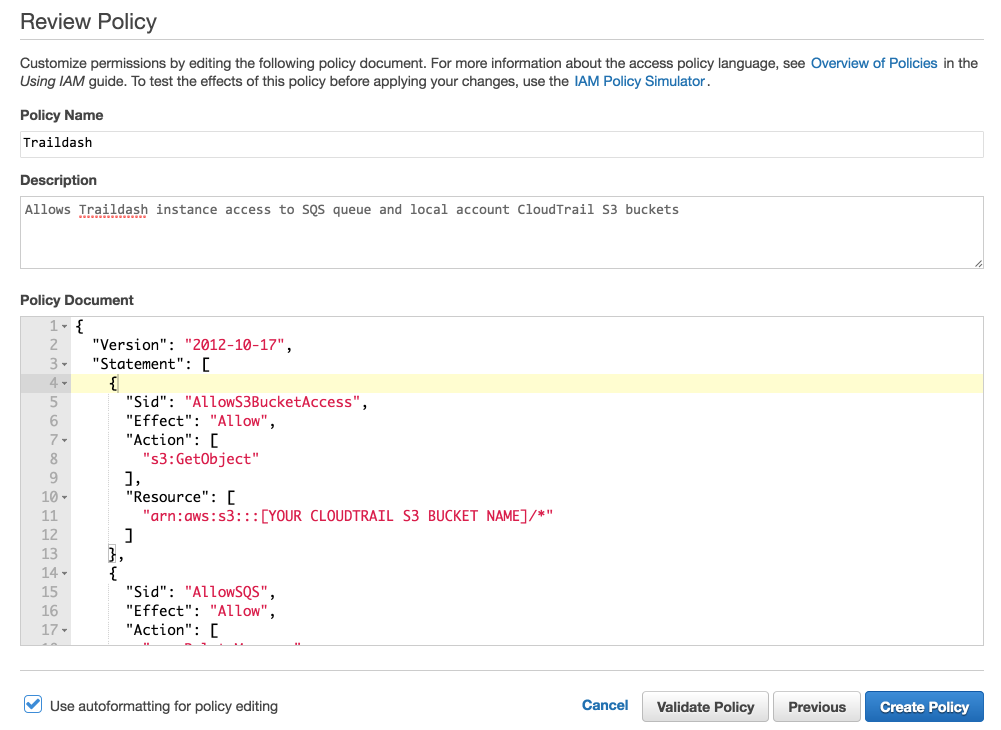 Review Policy
Customize permissions by editing the following policy document. For more information about the access policy language, see Overview of Policies in the
Using IAM guide. To test the effects of this policy before applying your changes, use the IAM Policy Simulator.
Policy Name
Traildash
Description
Allows Traildash instance access to SQS queue and local account CloudTrail S3 buckets
Policy Document
1 {
2 "Version": "2012-10-17",
3 "Statement": [
4 {
5 "Sid": "AllowS3BucketAccess",
6 "Effect": "Allow",
7 "Action": [
8 "s3:GetObject"
9 ],
10 "Resource": [
11 "arn:aws:s3:::[YOUR CLOUDTRAIL S3 BUCKET NAME]/*"
12 ]
13 },
14 {
15 "Sid": "AllowSQS",
16 "Effect": "Allow",
17 "Action": [
Use autoformatting for policy editing
Cancel
Validate Policy
Previous
Create Policy